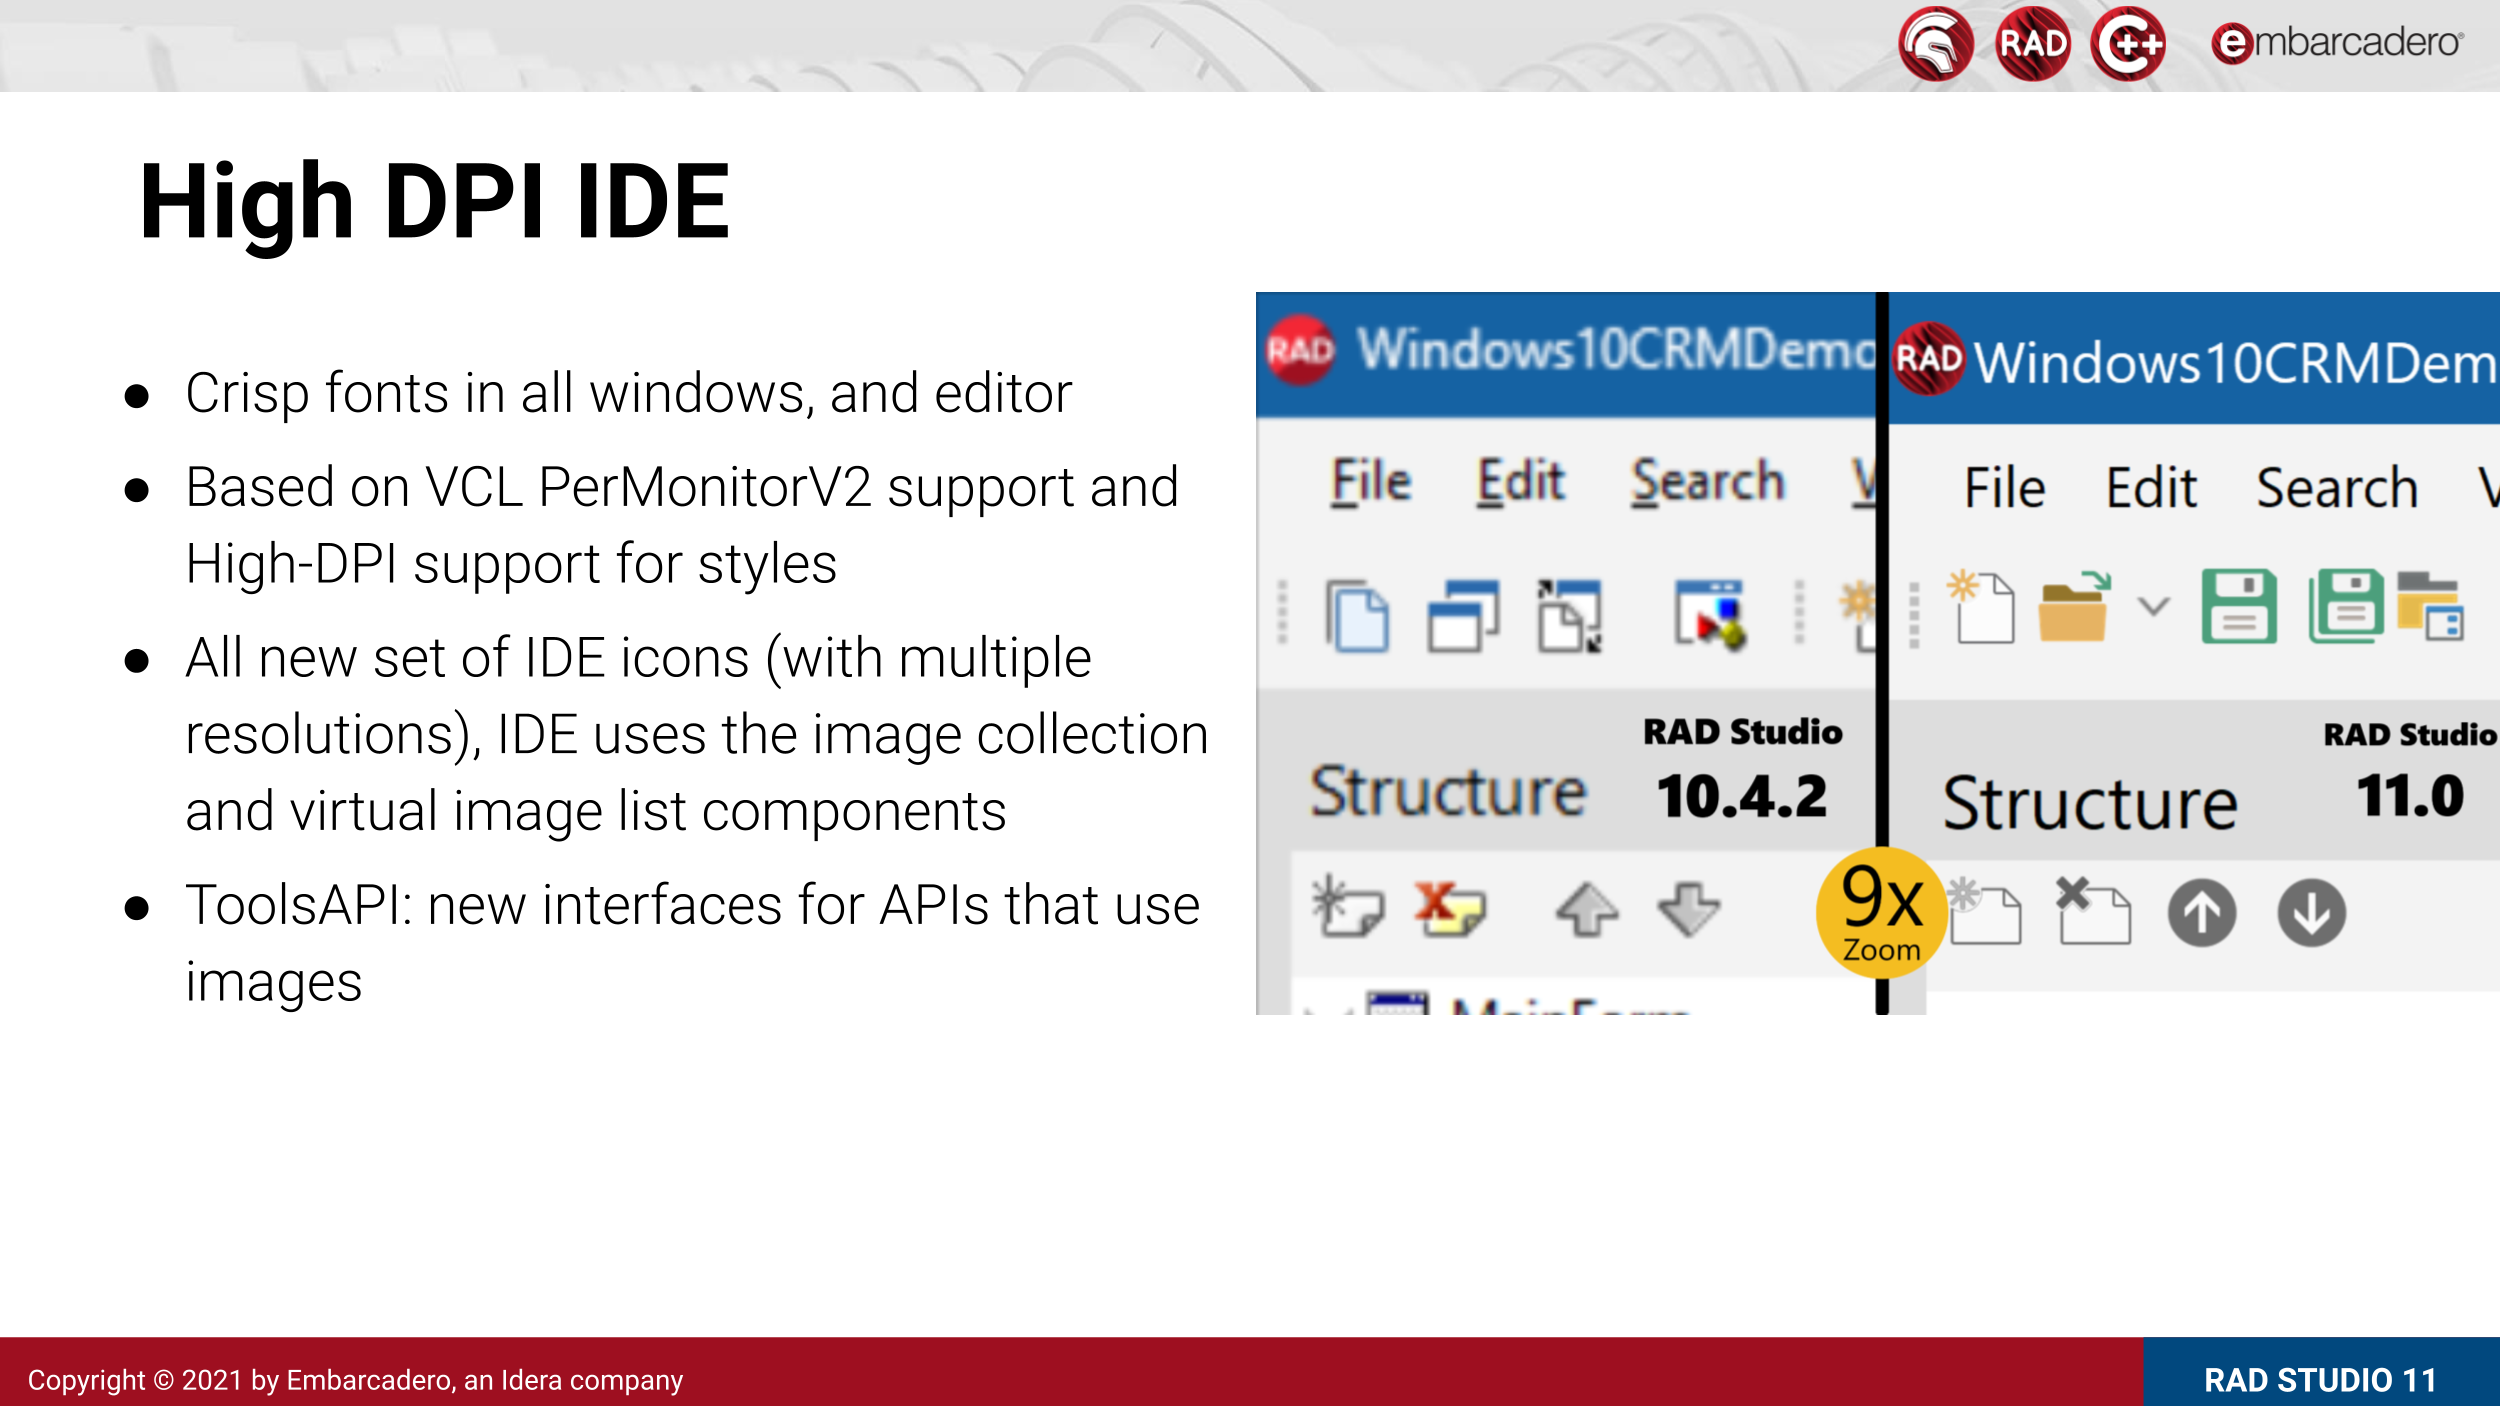 RAD
C++
embarcadero®
High DPI IDE
● Crisp fonts in all windows, and editor
● Based on VCL PerMonitorV2 support and
High-DPI support for styles
● All new set of IDE icons (with multiple
resolutions), IDE uses the image collection
and virtual image list components
● ToolsAPI: new interfaces for APIs that use
images
RAD Windows10CRMDemo
File Edit Search V
RAD Studio
Structure 10.4.2
MainForm
9x
Zoom
RAD Windows10CRMDem
File Edit Search V
RAD Studio
Structure 11.0
Copyright © 2021 by Embarcadero, an Idera company
RAD STUDIO 11